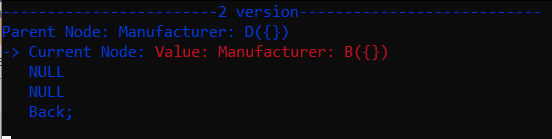 ------------------------2 version--------------------------
Parent Node: Manufacturer: D({})
-> Current Node: Value: Manufacturer: B({})
NULL
NULL
Back;